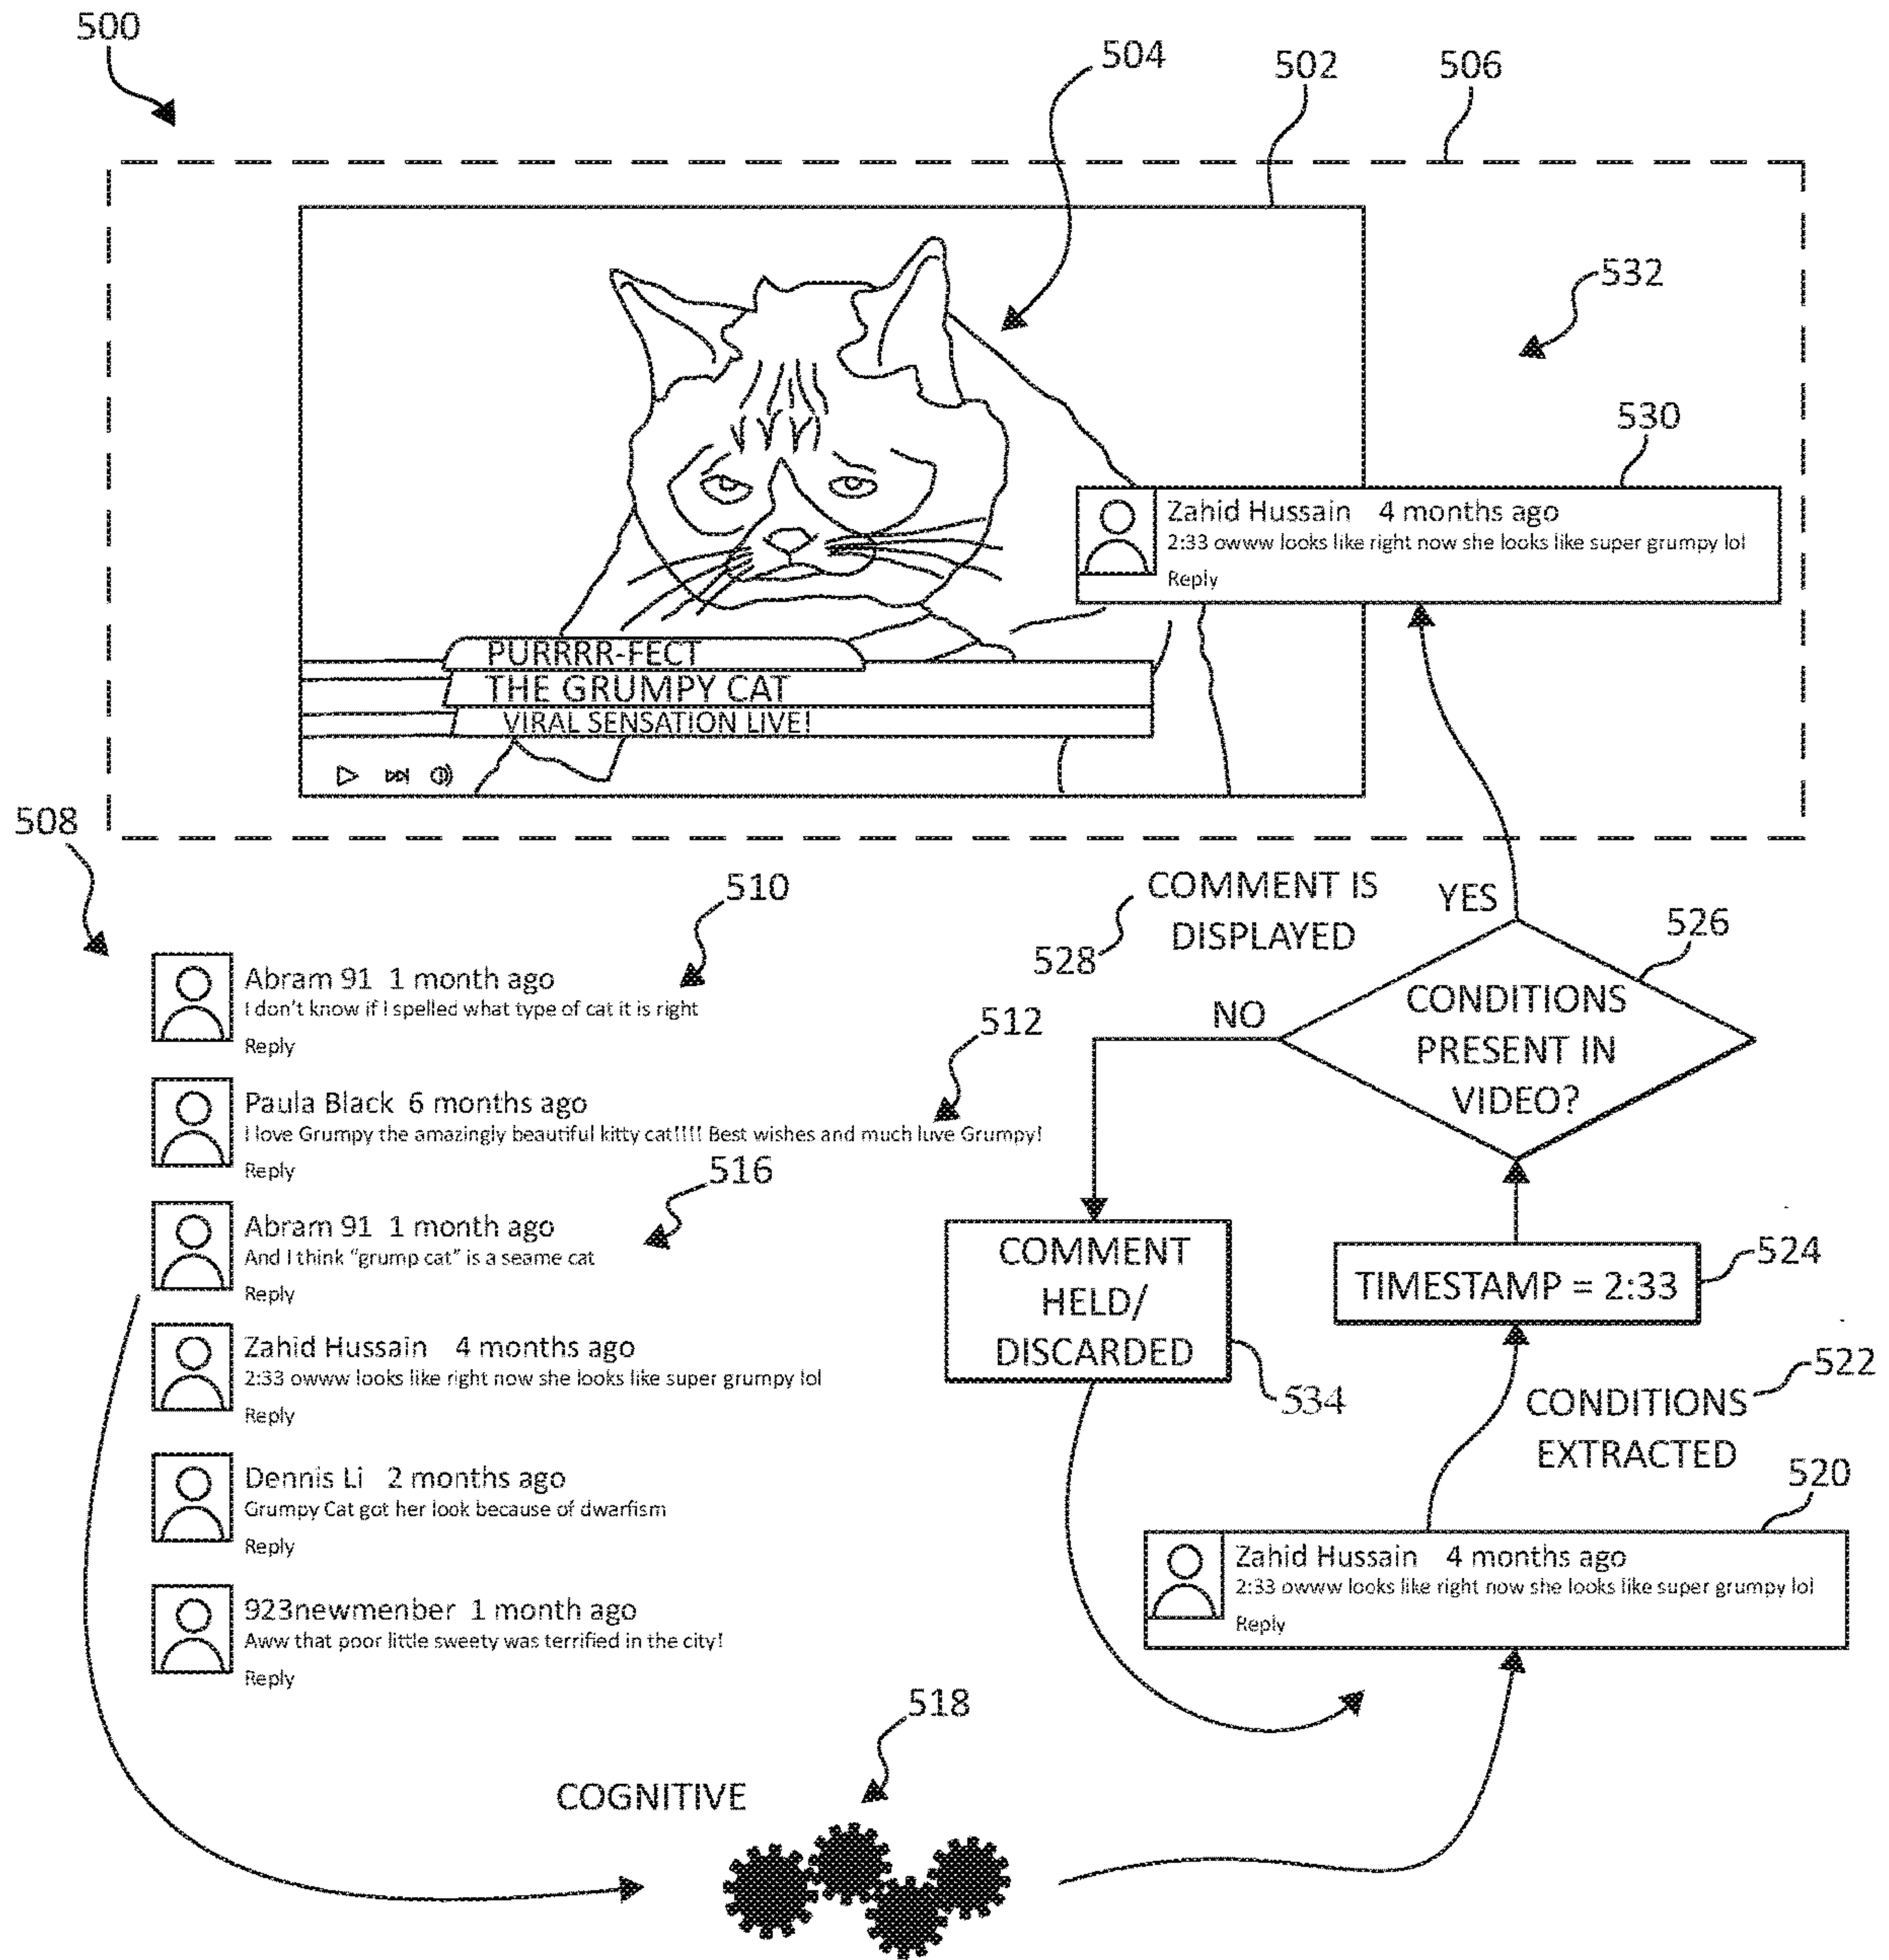 500
504
502
506
532
530
Zahid Hussain 4 months ago
2:33 owww looks like right now she looks like super grumpy lol
Reply
PURRRR-FECT
THE GRUMPY CAT
VIRAL SENSATION LIVE!
508
510
Abram 91 1 month ago
I don't know if I spelled what type of cat it is right
Reply
512
Paula Black 6 months ago
I love Grumpy the amazingly beautiful kitty cat!!!! Best wishes and much luve Grumpy!
Reply
516
Abram 91 1 month ago
And I think "grump cat" is a seame cat
Reply
Zahid Hussain 4 months ago
2:33 owww looks like right now she looks like super grumpy lol
Reply
Dennis Li 2 months ago
Grumpy Cat got her look because of dwarfism
Reply
923newmenber 1 month ago
Aww that poor little sweety was terrified in the city!
Reply
COMMENT IS
DISPLAYED
528
YES
526
CONDITIONS
PRESENT IN
VIDEO?
NO
COMMENT
HELD/
DISCARDED
534
524
TIMESTAMP = 2:33
522
CONDITIONS
EXTRACTED
520
Zahid Hussain 4 months ago
2:33 owww looks like right now she looks like super grumpy lol
Reply
518
COGNITIVE